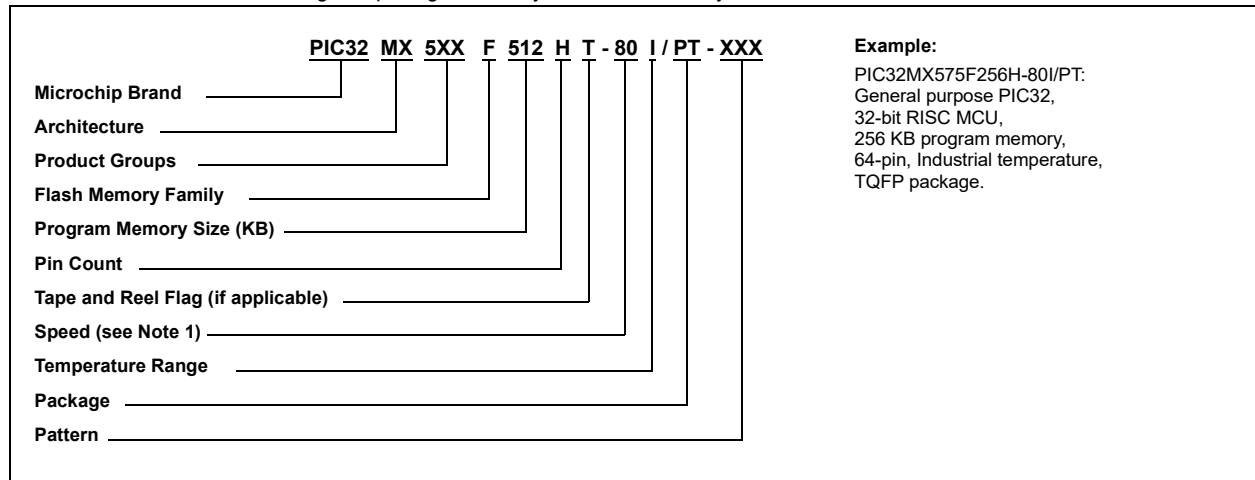 PIC32 MX 5XX F 512 H T - 80 I / PT - XXX
Microchip Brand
Architecture
Product Groups
Flash Memory Family
Program Memory Size (KB)
Pin Count
Tape and Reel Flag (if applicable)
Speed (see Note 1)
Temperature Range
Package
Pattern
Example:
PIC32MX575F256H-80I/PT:
General purpose PIC32,
32-bit RISC MCU,
256 KB program memory,
64-pin, Industrial temperature,
TQFP package.